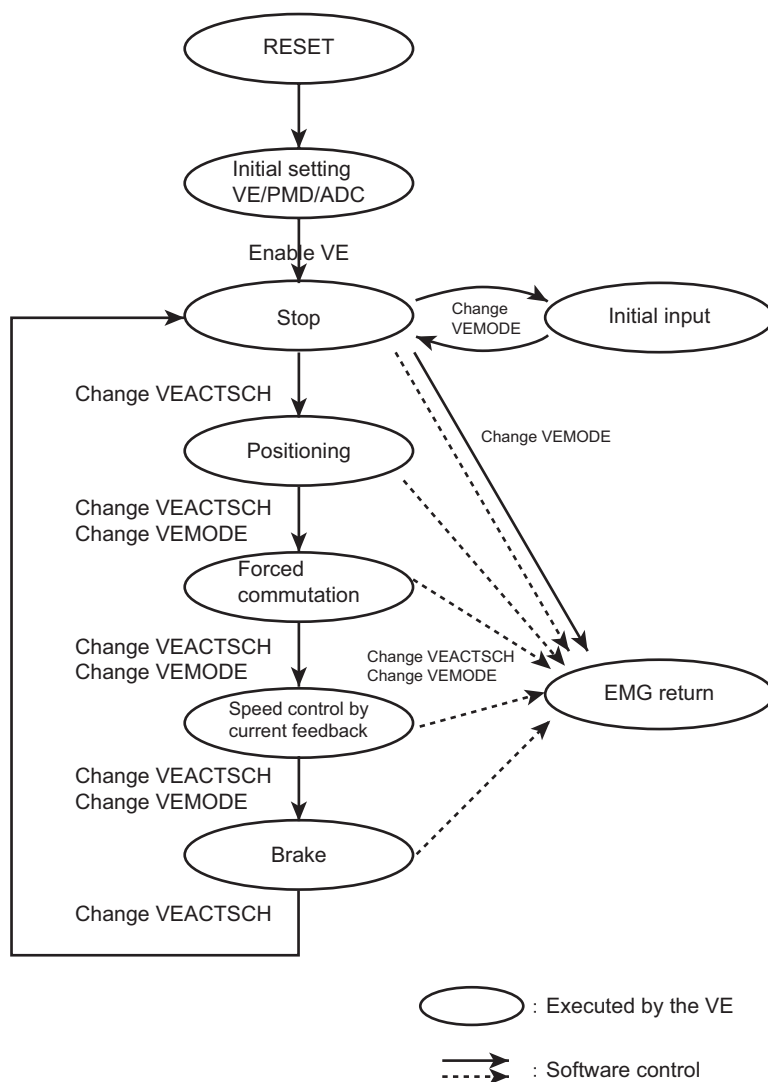 RESET
Initial setting
VE/PMD/ADC
Enable VE
Stop
Change
VEMODE
Initial input
Change VEACTSCH
Change VEMODE
Positioning
Change VEACTSCH
Change VEMODE
Forced
commutation
Change VEACTSCH
Change VEMODE
Change VEACTSCH
Change VEMODE
EMG return
Speed control by
current feedback
Change VEACTSCH
Change VEMODE
Brake
Change VEACTSCH
: Executed by the VE
: Software control